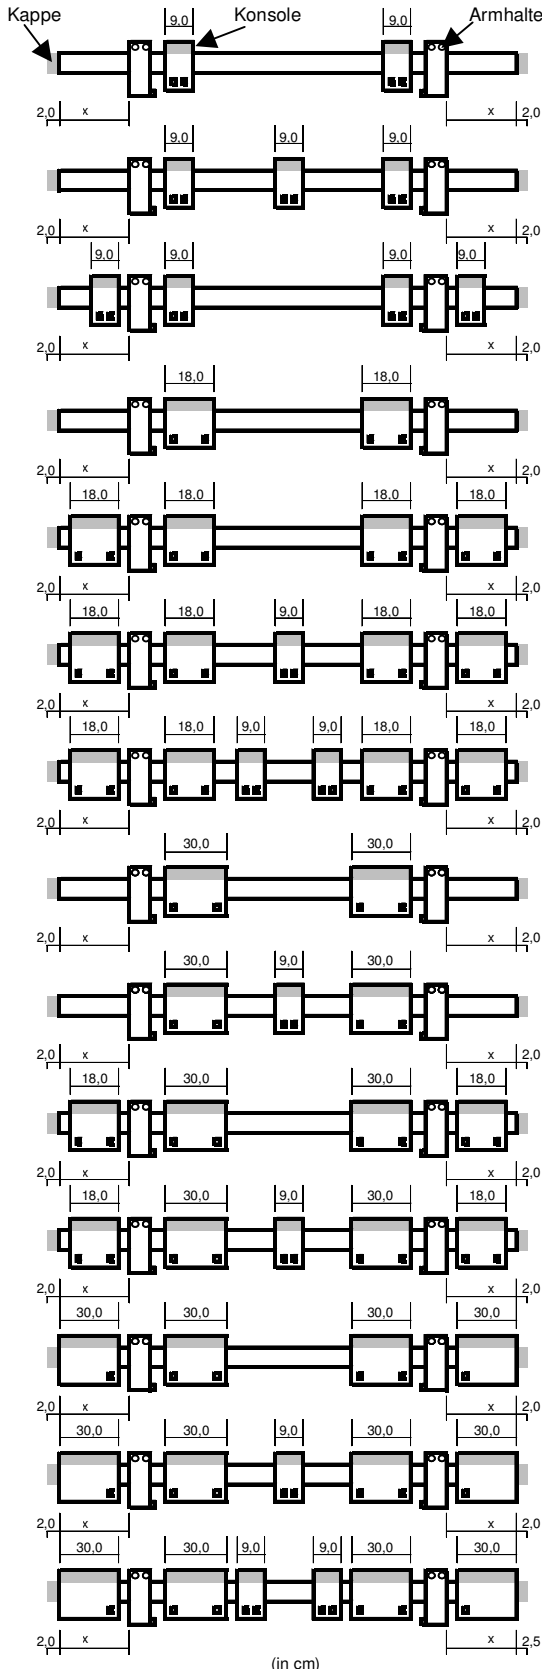 Kappe 9,0 Konsole 9,0 Armhalte
2,0 x x 2,0
9,0 9,0 9,0
2,0 x x 2,0
9,0 9,0 9,0 9,0
2,0 x x 2,0
18,0 18,0
2,0 x x 2,0
18,0 18,0 18,0 18,0
2,0 x x 2,0
18,0 18,0 9,0 18,0 18,0
2,0 x x 2,0
18,0 18,0 9,0 9,0 18,0 18,0
2,0 x x 2,0
30,0 30,0
2,0 x x 2,0
30,0 9,0 30,0
2,0 x x 2,0
18,0 30,0 30,0 18,0
2,0 x x 2,0
18,0 30,0 9,0 30,0 18,0
2,0 x x 2,0
30,0 30,0 30,0 30,0
2,0 x x 2,0
30,0 30,0 9,0 30,0 30,0
2,0 x x 2,0
30,0 30,0 9,0 9,0 30,0 30,0
2,0 x x 2,5
(in cm)